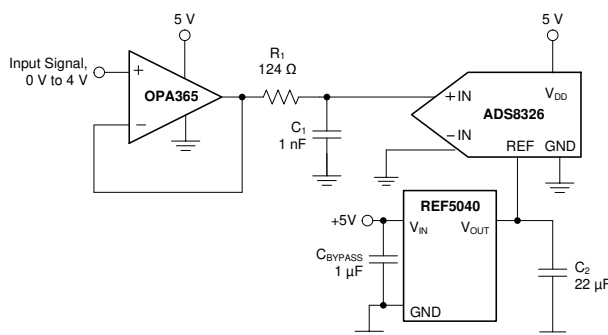 5 V
5 V
Input Signal,
0 V to 4 V
+
OPA365
−
R1
124 Ω
C1
1 nF
+IN
VDD
ADS8326
−IN
REF
GND
REF5040
+5V
VIN
VOUT
CBYPASS
1 µF
GND
C2
22 µF